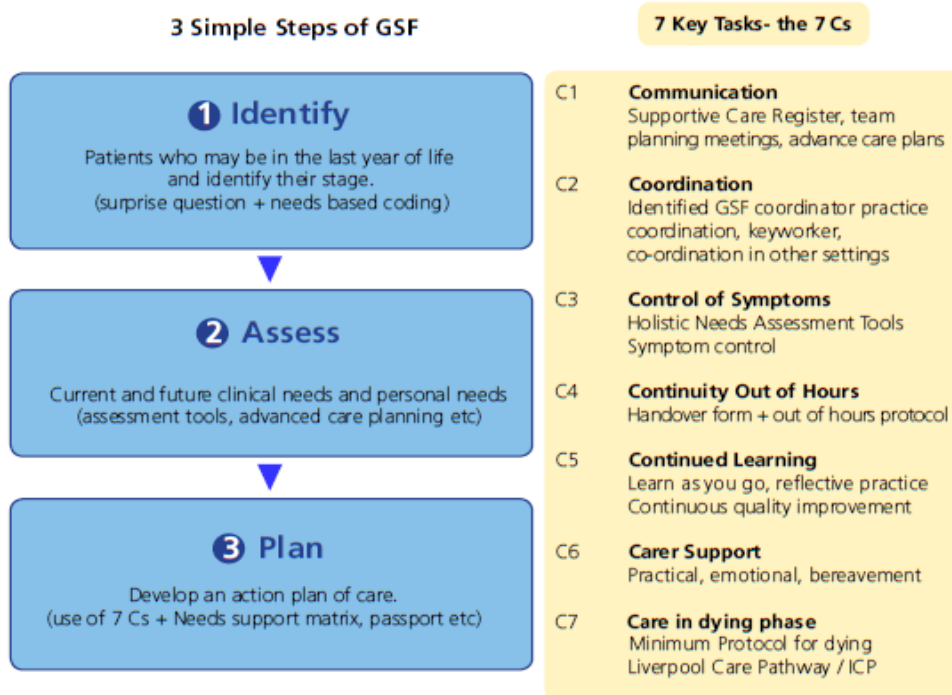 3 Simple Steps of GSF
1 Identify
Patients who may be in the last year of life
and identify their stage.
(surprise question + needs based coding)
2 Assess
Current and future clinical needs and personal needs
(assessment tools, advanced care planning etc)
3 Plan
Develop an action plan of care.
(use of 7 Cs + Needs support matrix, passport etc)
7 Key Tasks- the 7 Cs
C1 Communication
Supportive Care Register, team
planning meetings, advance care plans
C2 Coordination
Identified GSF coordinator practice
coordination, keyworker,
co-ordination in other settings
C3 Control of Symptoms
Holistic Needs Assessment Tools
Symptom control
C4 Continuity Out of Hours
Handover form + out of hours protocol
C5 Continued Learning
Learn as you go, reflective practice
Continuous quality improvement
C6 Carer Support
Practical, emotional, bereavement
C7 Care in dying phase
Minimum Protocol for dying
Liverpool Care Pathway / ICP